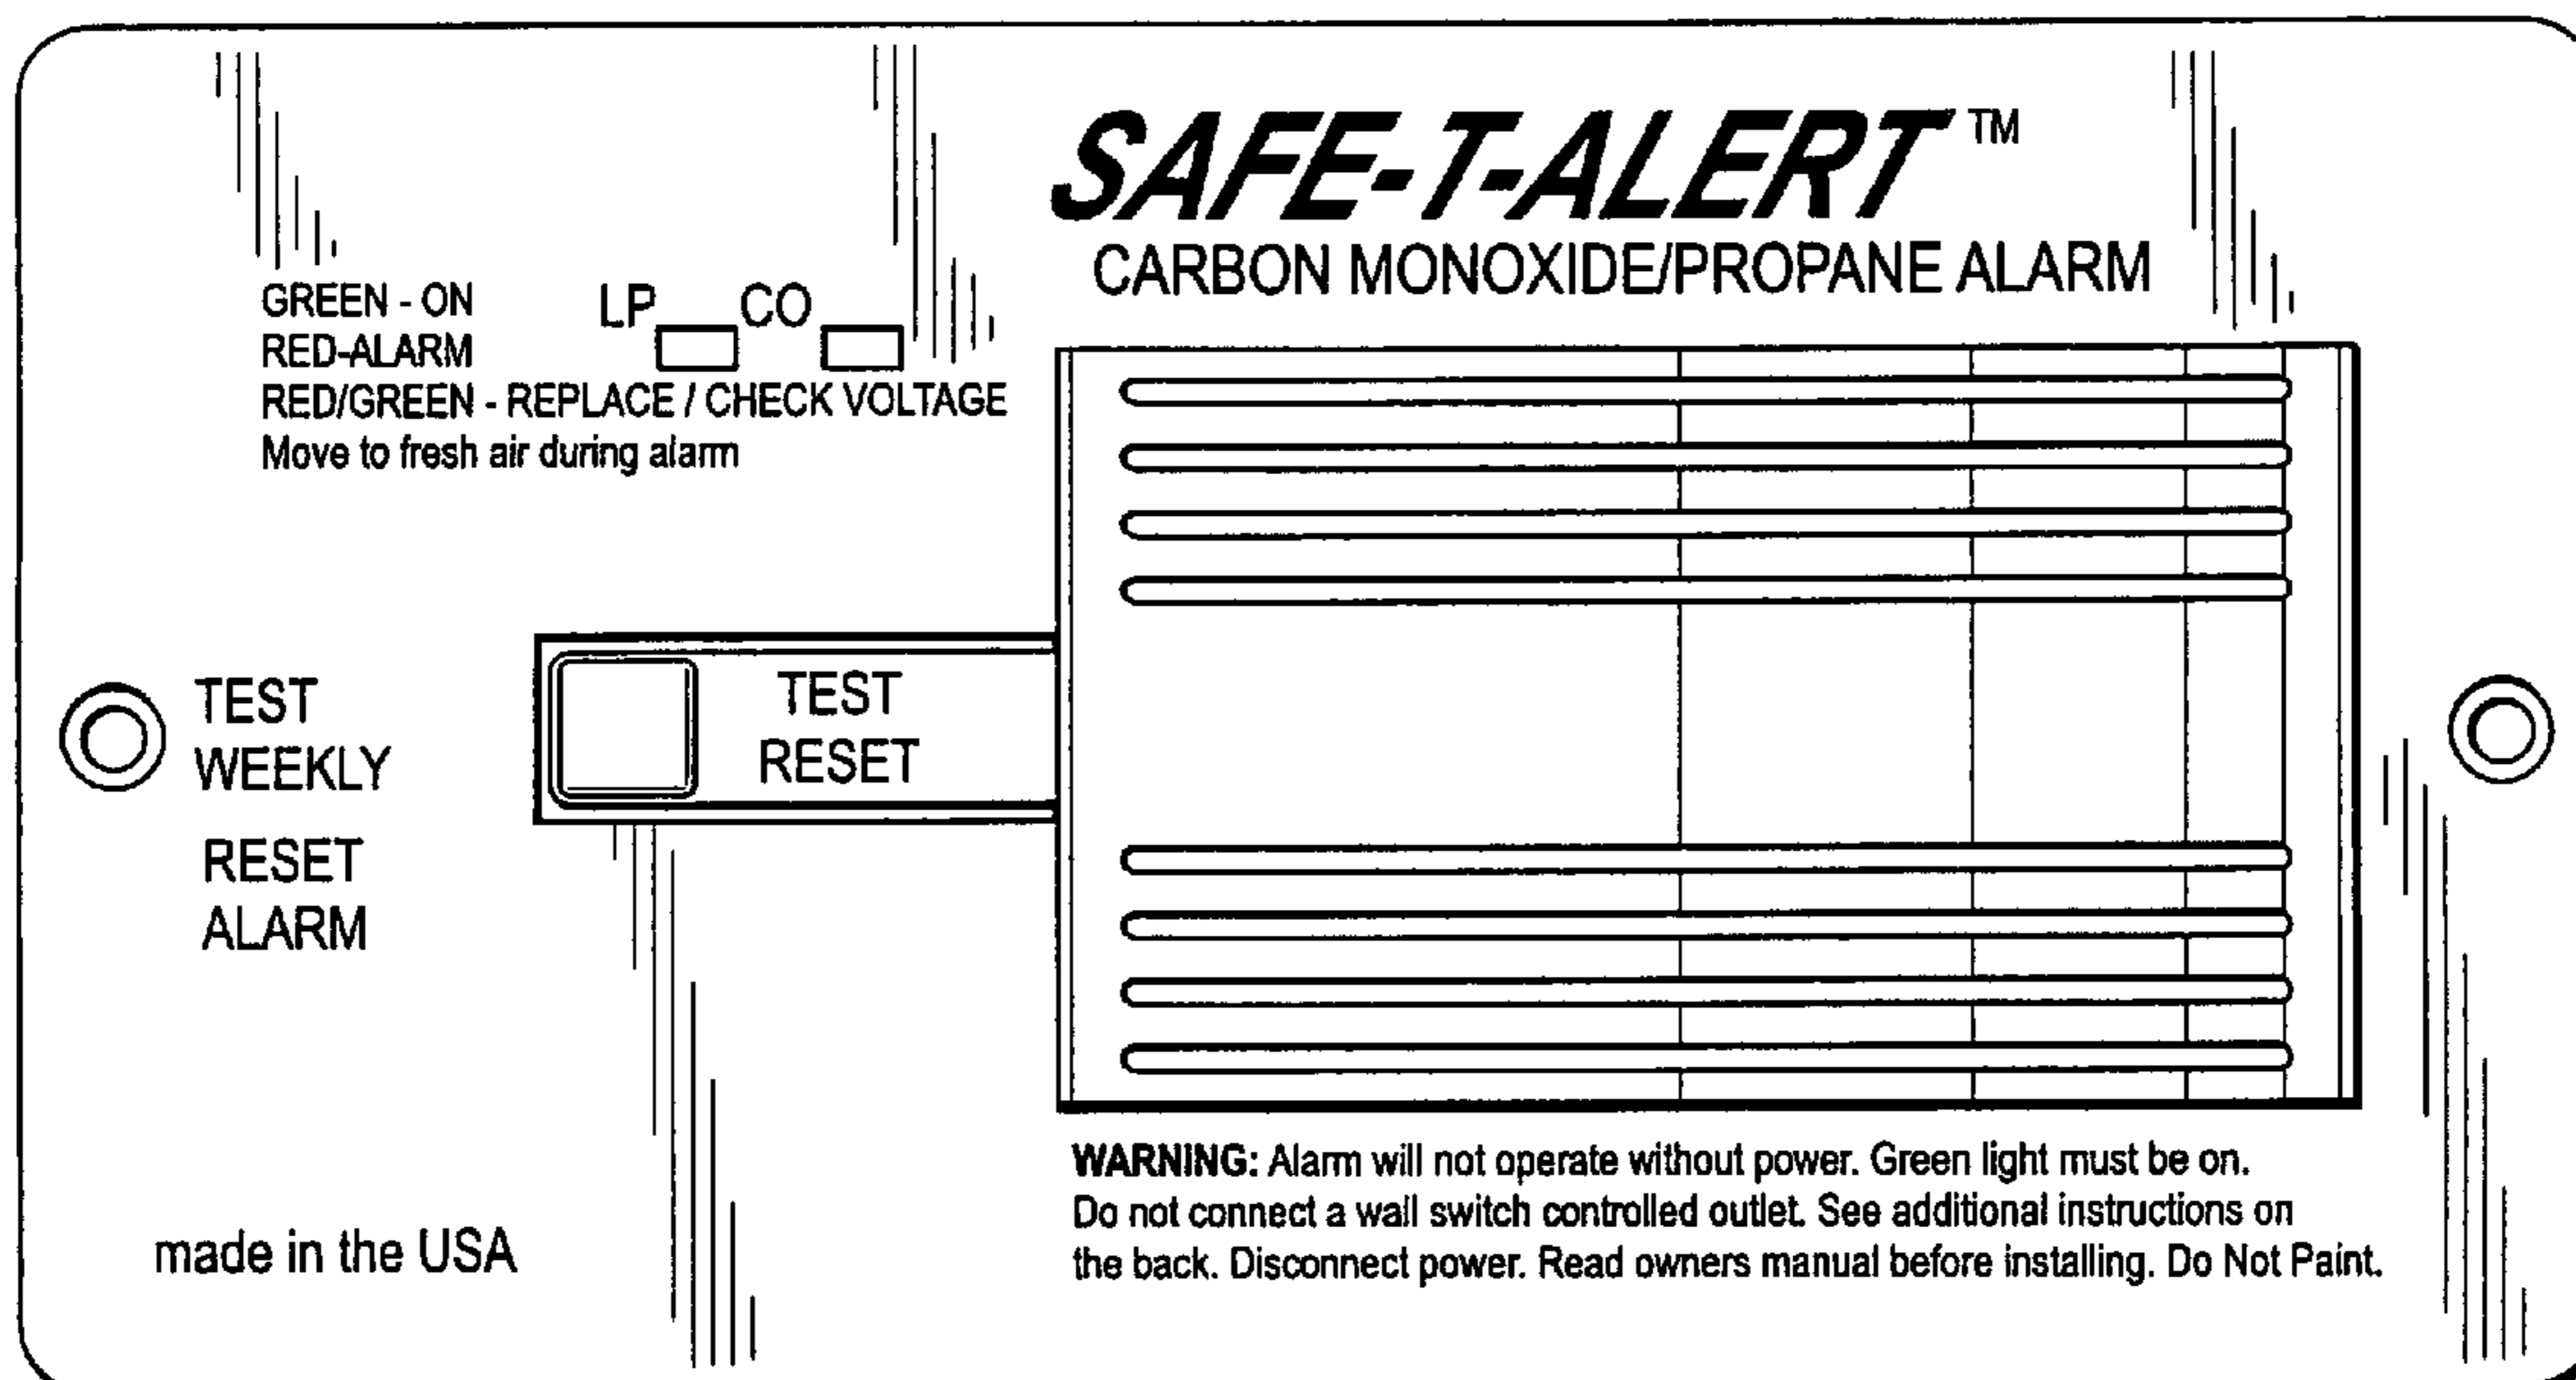 SAFE-T-ALERT™
CARBON MONOXIDE/PROPANE ALARM
GREEN - ON
LP CO
RED-ALARM
RED/GREEN - REPLACE / CHECK VOLTAGE
Move to fresh air during alarm
TEST
WEEKLY
RESET
ALARM
TEST
RESET
made in the USA
WARNING: Alarm will not operate without power. Green light must be on.
Do not connect a wall switch controlled outlet. See additional instructions on
the back. Disconnect power. Read owners manual before installing. Do Not Paint.